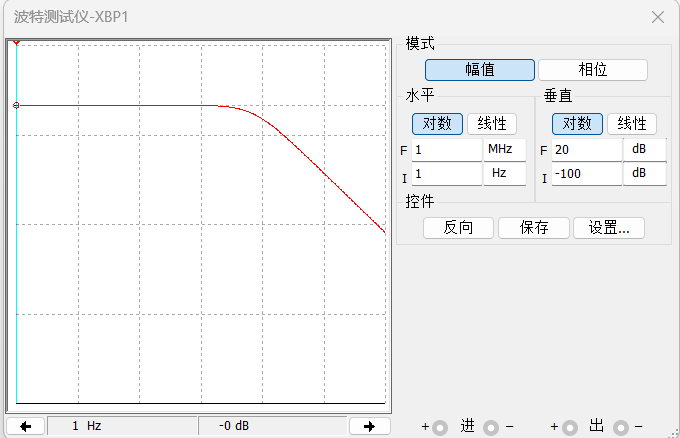 波特测试仪-XBP1
模式
幅值 相位
水平 垂直
对数 线性 对数 线性
F 1 MHz F 20 dB
I 1 Hz I -100 dB
控件
反向 保存 设置...
1 Hz -0 dB
+ 进 - + 出 -